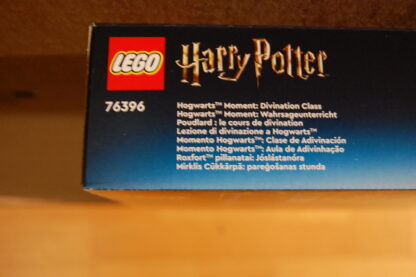 LEGO
Harry Potter
76396
Hogwarts™ Moment: Divination Class
Hogwarts™ Moment: Wahrsageunterricht
Poudlard : le cours de divination
Lezione di divinazione a Hogwarts™
Momento Hogwarts™: Clase de Adivinación
Momento Hogwarts™: Aula de Adivinhação
Roxfort™ pillanatai: Jóslástanóra
Mirklis Cūkkārpā: pareģošanas stunda